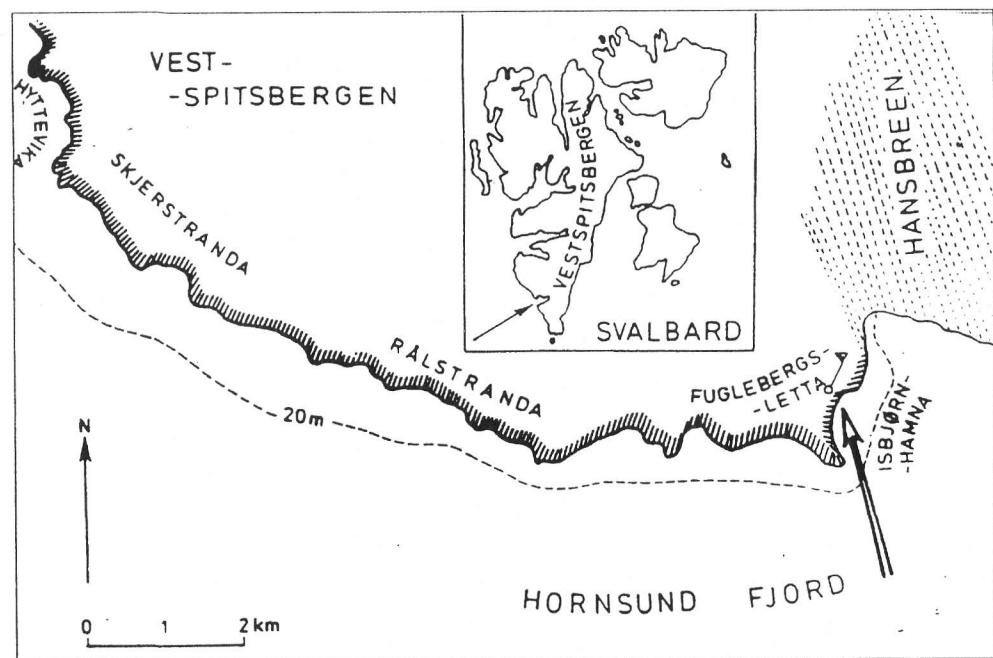 VEST-
-SPITSBERGEN
HYTTEVIKA
SKJERSTRANDA
VESTSPITSBERGEN
SVALBARD
HANSBREEN
RÅLSTRANDA
FUGLEBERGS-
-LETTA
ISBJØRN-
-HAMNA
20m
N
HORNSUND FJORD
0 1 2 km